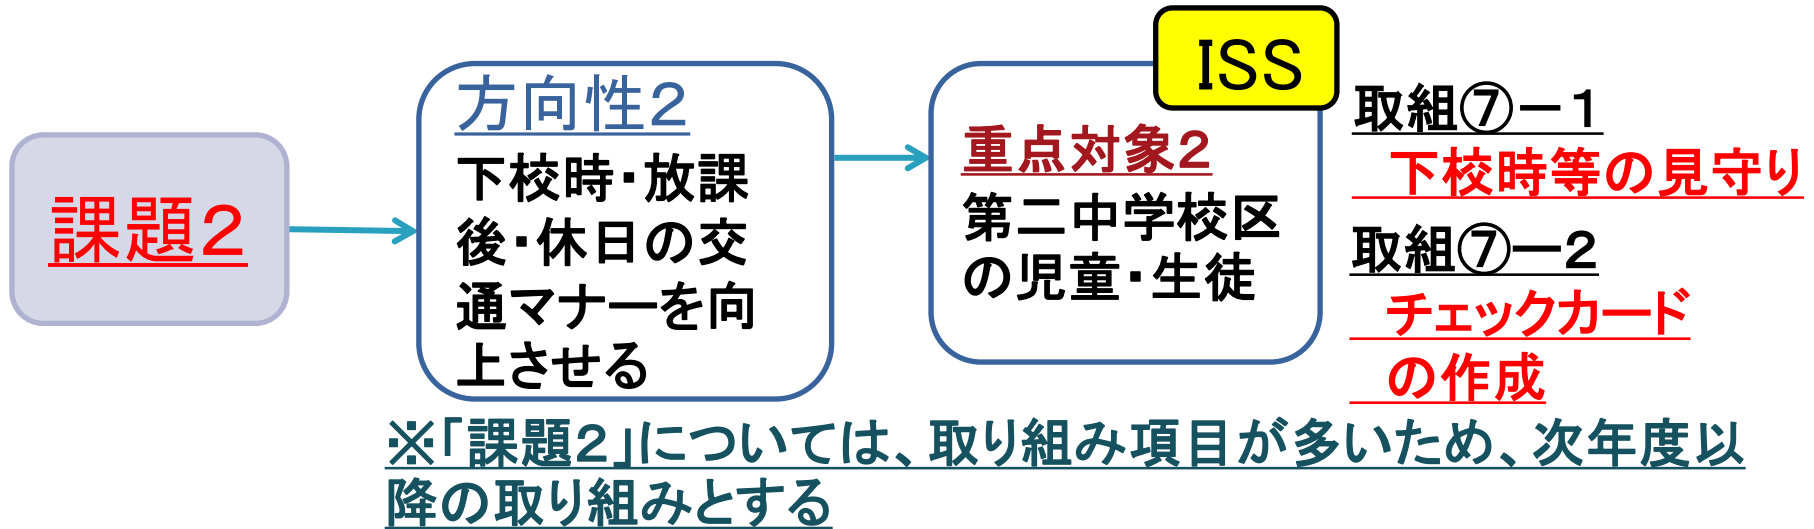 課題２
方向性２
下校時・放課
後・休日の交
通マナーを向
上させる
ISS
重点対象２
第二中学校区
の児童・生徒
取組⑦－１
下校時等の見守り
取組⑦－２
チェックカード
の作成
※「課題２」については、取り組み項目が多いため、次年度以
降の取り組みとする